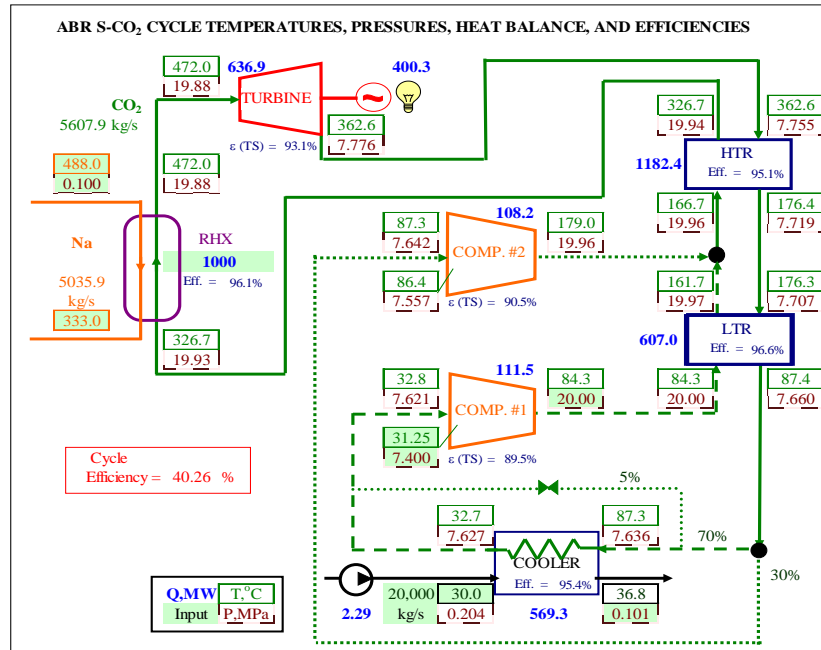 ABR S-CO2 CYCLE TEMPERATURES, PRESSURES, HEAT BALANCE, AND EFFICIENCIES
472.0
19.88
636.9
400.3
CO2
5607.9 kg/s
TURBINE
~
362.6
7.776
ε (TS) = 93.1%
326.7
19.94
362.6
7.755
HTR
Eff. = 95.1%
1182.4
488.0
0.100
472.0
19.88
166.7
19.96
176.4
7.719
Na
5035.9
kg/s
333.0
RHX
1000
Eff. = 96.1%
87.3
7.642
108.2
179.0
19.96
COMP. #2
86.4
7.557
ε (TS) = 90.5%
161.7
19.97
176.3
7.707
326.7
19.93
LTR
Eff. = 96.6%
607.0
32.8
7.621
111.5
84.3
20.00
84.3
20.00
87.4
7.660
COMP. #1
31.25
7.400
ε (TS) = 89.5%
Cycle
Efficiency = 40.26 %
5%
32.7
7.627
87.3
7.636
70%
30%
COOLER
Eff. = 95.4%
Q,MW
T,°C
Input
P,MPa
2.29
20,000
kg/s
30.0
0.204
569.3
36.8
0.101